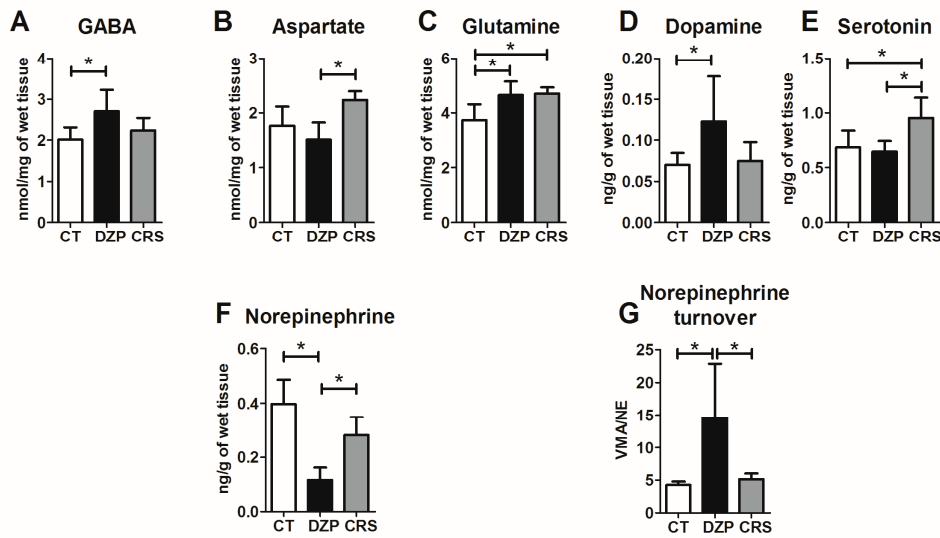 A GABA
nmol/mg of wet tissue
4
3
2
1
0
*
CT DZP CRS
B Aspartate
nmol/mg of wet tissue
3
2
1
0
*
CT DZP CRS
C Glutamine
nmol/mg of wet tissue
6
4
2
0
*
*
CT DZP CRS
D Dopamine
ng/g of wet tissue
0.20
0.15
0.10
0.05
0.00
*
CT DZP CRS
E Serotonin
ng/g of wet tissue
1.5
1.0
0.5
0.0
*
*
CT DZP CRS
F Norepinephrine
ng/g of wet tissue
0.6
0.4
0.2
0.0
*
*
CT DZP CRS
G Norepinephrine
turnover
VMA/NE
25
20
15
10
5
0
*
*
CT DZP CRS